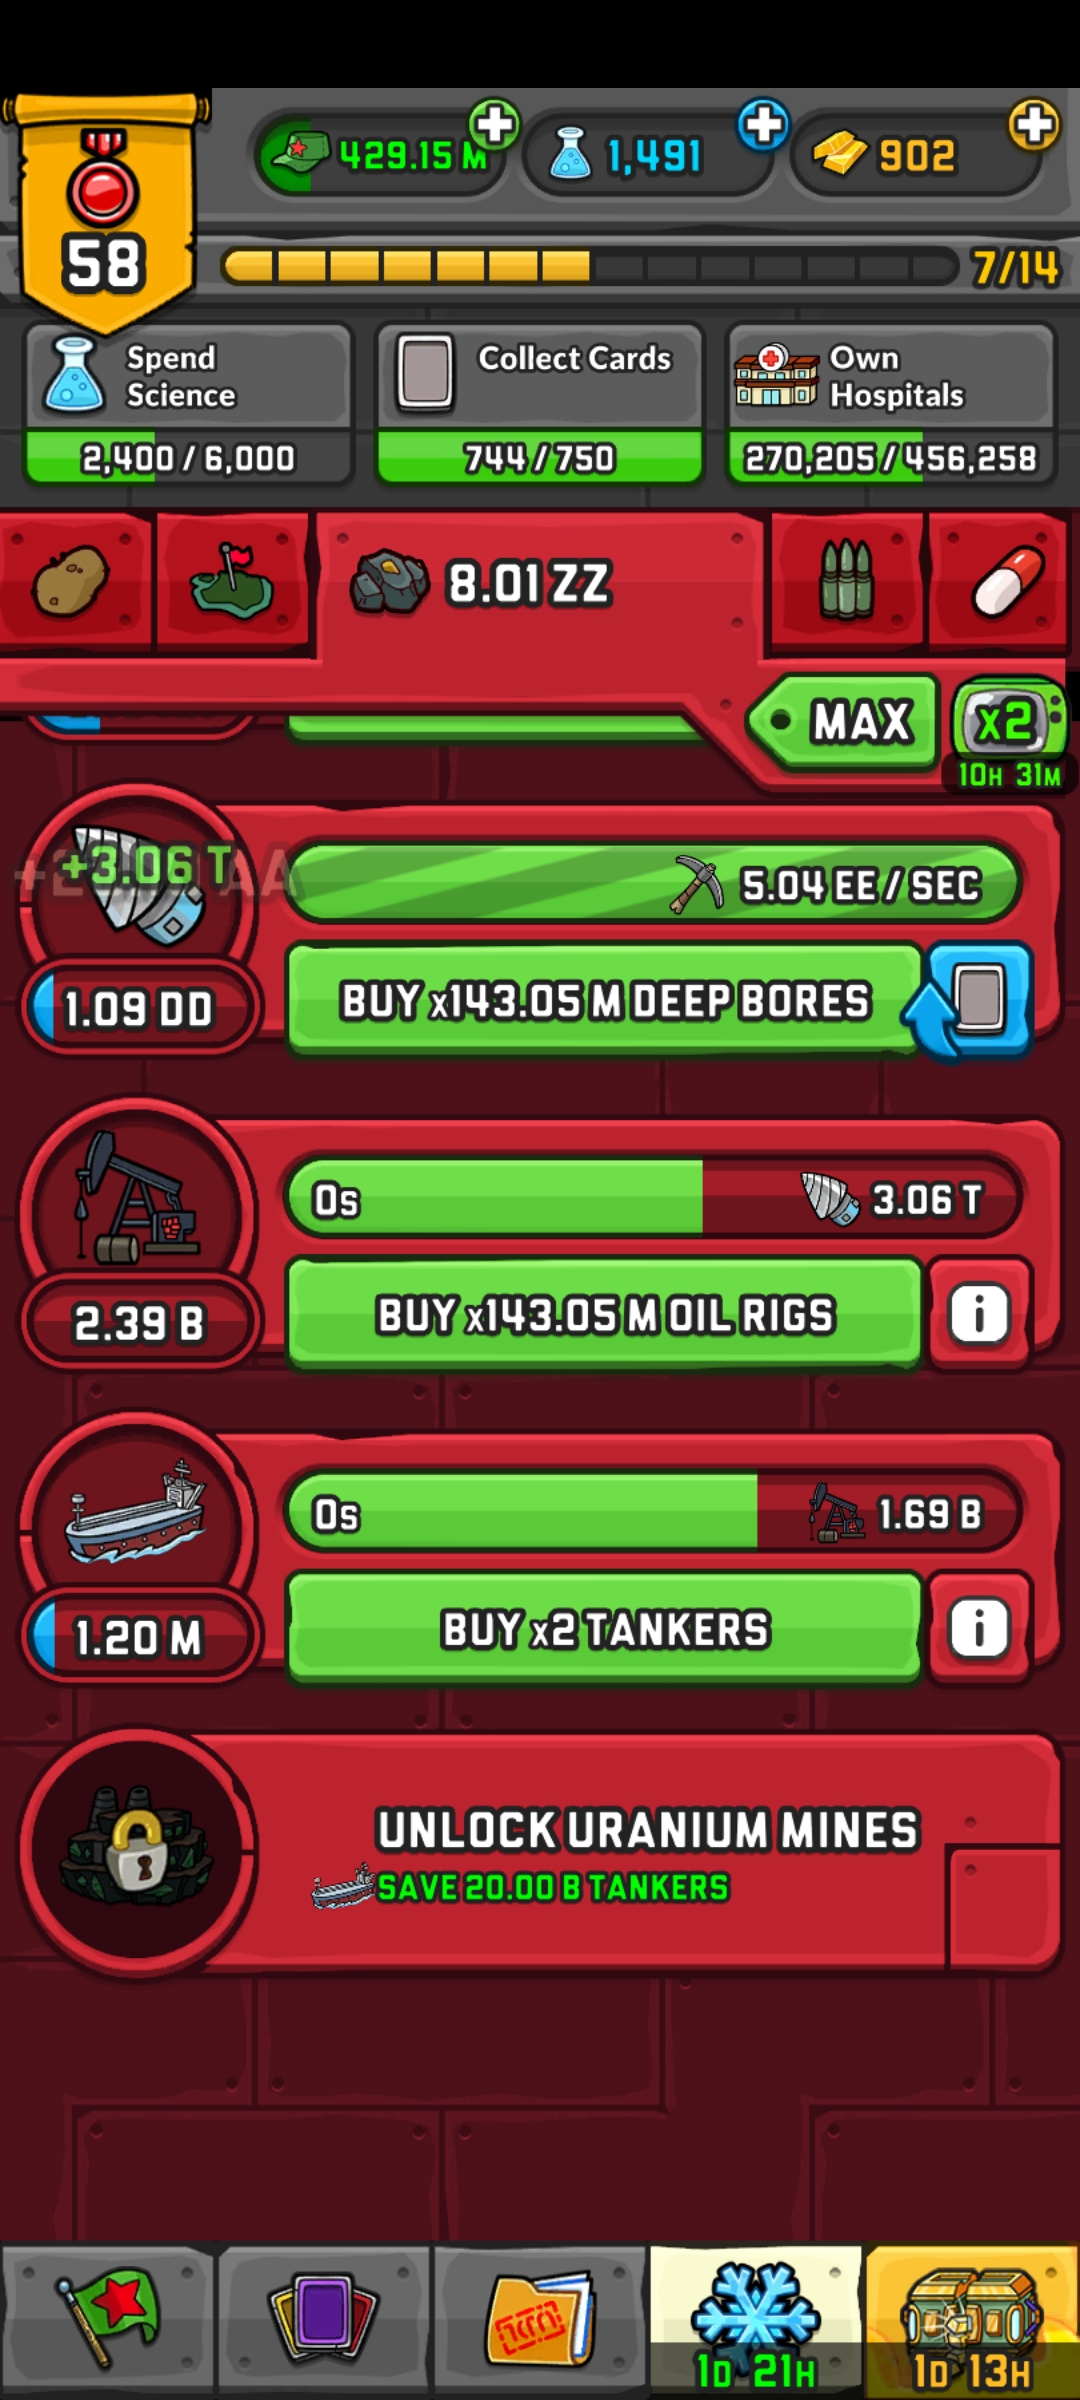 58
429.15 M
1,491
902
7/14
Spend
Science
2,400 / 6,000
Collect Cards
744 / 750
Own
Hospitals
270,205 / 456,258
8.01 ZZ
MAX
x2
10H 31M
+3.06 T
5.04 EE / SEC
1.09 DD
BUY x143.05 M DEEP BORES
0s
3.06 T
2.39 B
BUY x143.05 M OIL RIGS
i
0s
1.69 B
1.20 M
BUY x2 TANKERS
i
UNLOCK URANIUM MINES
SAVE 20.00 B TANKERS
1D 21H
1D 13H